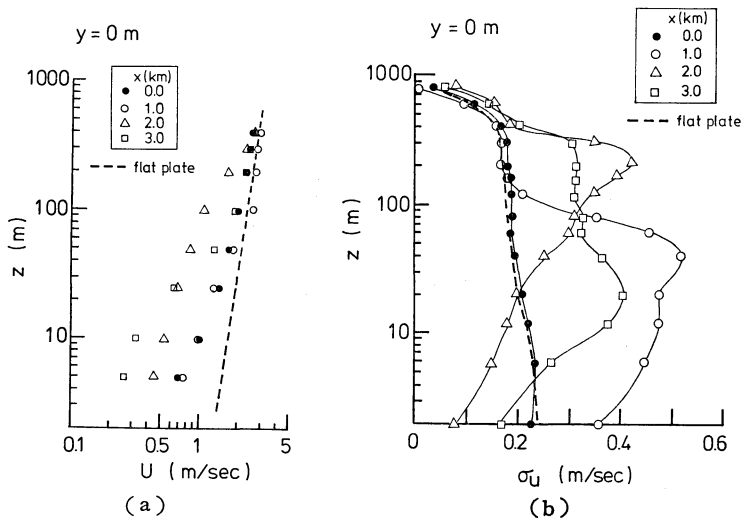 y = 0 m
x (km)
0.0
1.0
2.0
3.0
flat plate
1000
100
10
z (m)
0.1
0.5
1
5
U (m/sec)
(a)
y = 0 m
x (km)
0.0
1.0
2.0
3.0
flat plate
1000
100
10
z (m)
0
0.2
0.4
0.6
σu (m/sec)
(b)